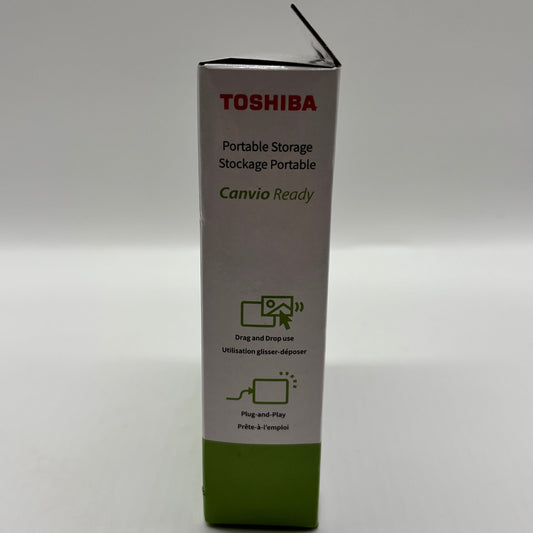 TOSHIBA
Portable Storage
Stockage Portable
Canvio Ready
Drag and Drop use
Utilisation glisser-déposer
Plug-and-Play
Prête-à-l'emploi